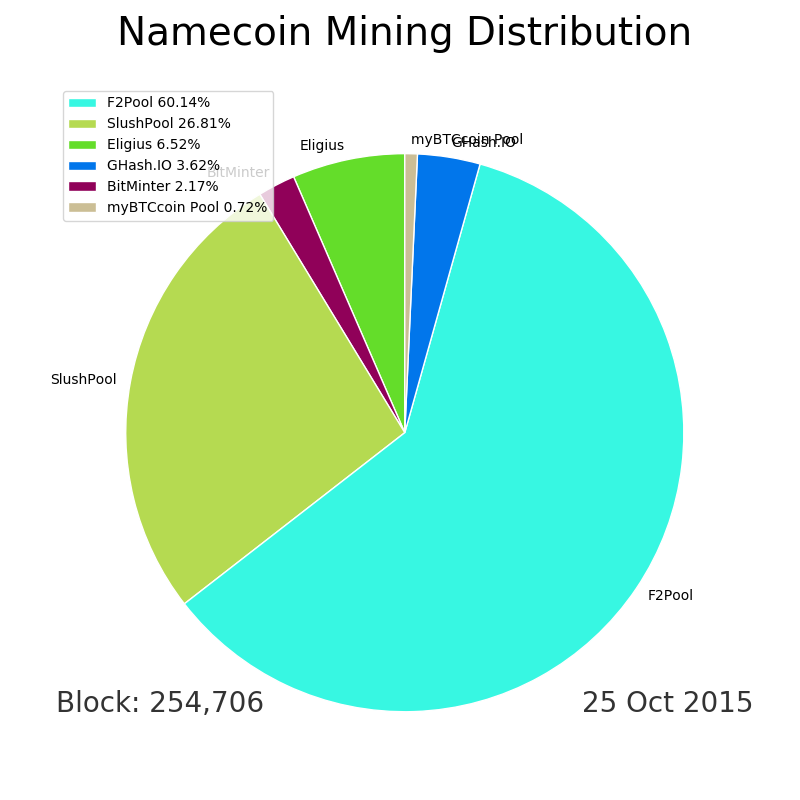 Namecoin Mining Distribution
F2Pool 60.14%
SlushPool 26.81%
Eligius 6.52%
GHash.IO 3.62%
BitMinter 2.17%
myBTCcoin Pool 0.72%
myBTCcoin Pool
GHash.IO
Eligius
BitMinter
SlushPool
F2Pool
Block: 254,706
25 Oct 2015